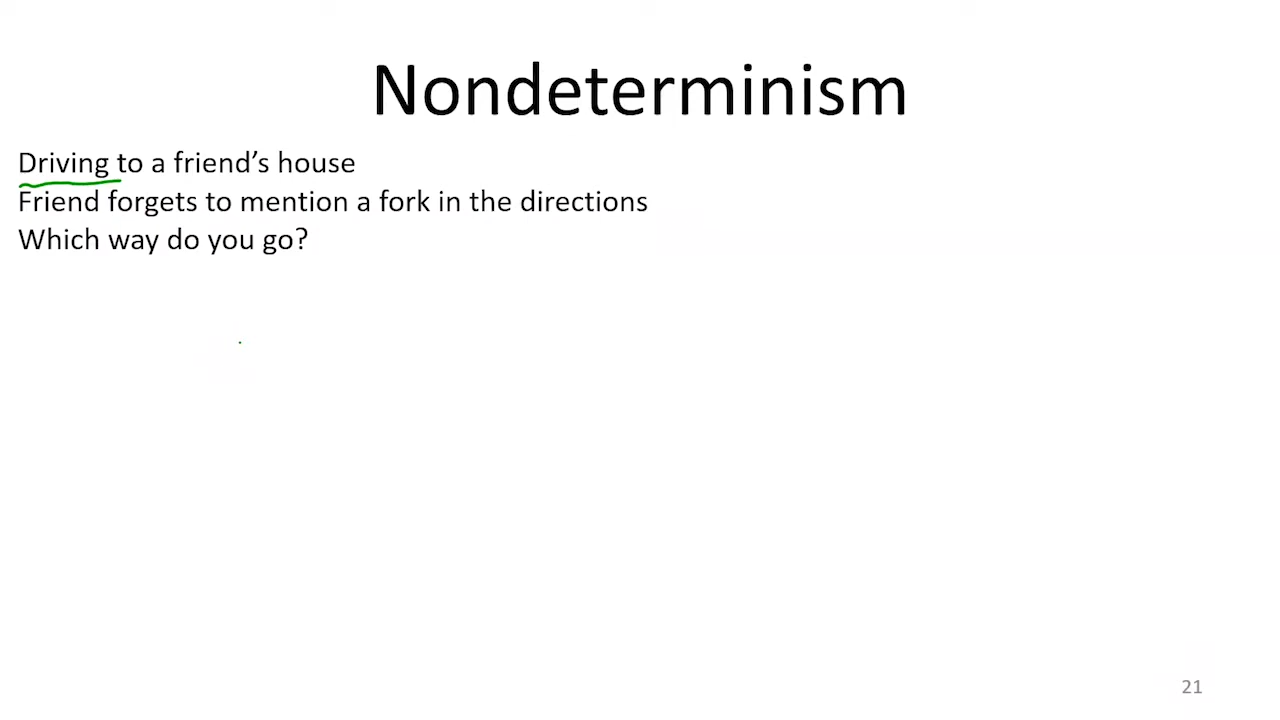 Nondeterminism
Driving to a friend’s house
Friend forgets to mention a fork in the directions
Which way do you go?
21